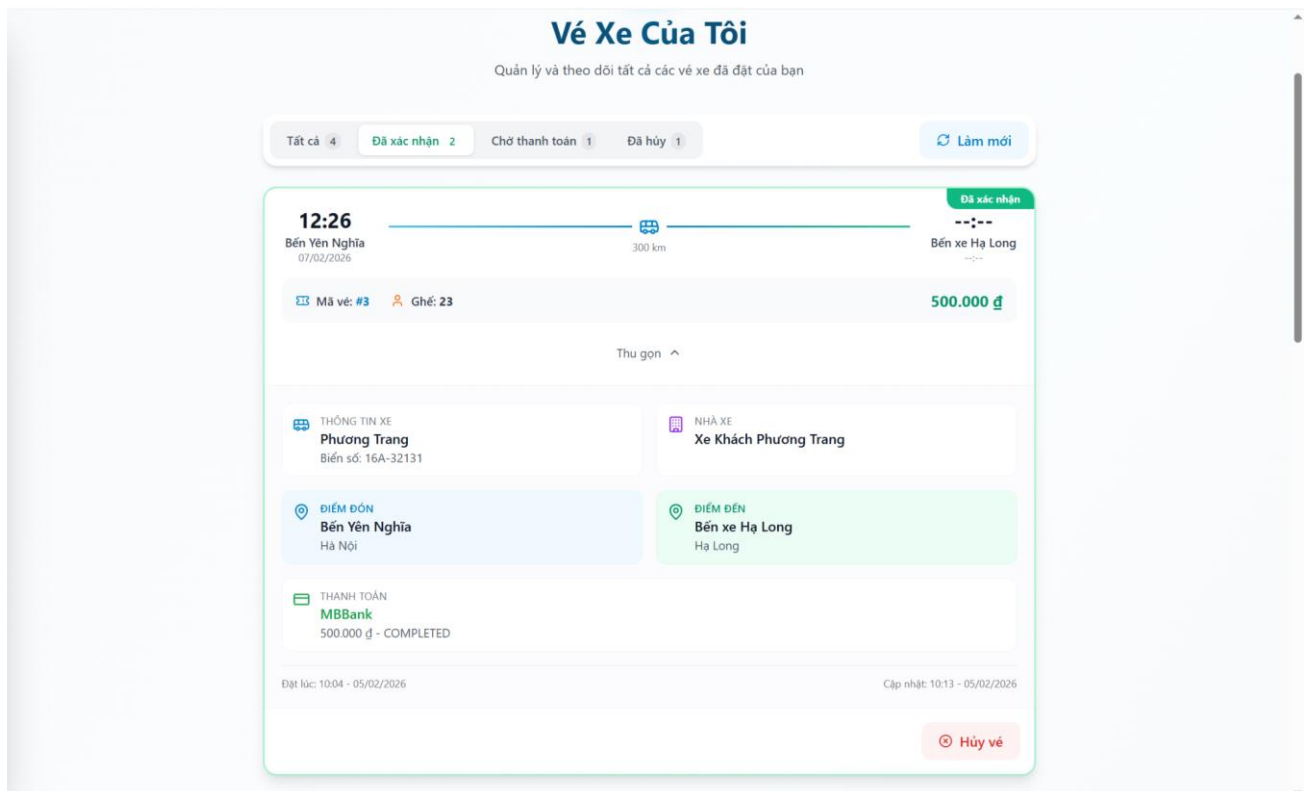 Vé Xe Của Tôi
Quản lý và theo dõi tất cả các vé xe đã đặt của bạn
Tất cả 4 Đã xác nhận 2 Chờ thanh toán 1 Đã hủy 1 Làm mới
Đã xác nhận
12:26 --:--
Bến Yên Nghĩa 300 km Bến xe Hạ Long
07/02/2026 --:--
Mã vé: #3 Ghế: 23 500.000 ₫
Thu gọn
THÔNG TIN XE
Phương Trang
Biển số: 16A-32131
NHÀ XE
Xe Khách Phương Trang
ĐIỂM ĐÓN
Bến Yên Nghĩa
Hà Nội
ĐIỂM ĐẾN
Bến xe Hạ Long
Hạ Long
THANH TOÁN
MBBank
500.000 ₫ - COMPLETED
Đặt lúc: 10:04 - 05/02/2026 Cập nhật: 10:13 - 05/02/2026
Hủy vé